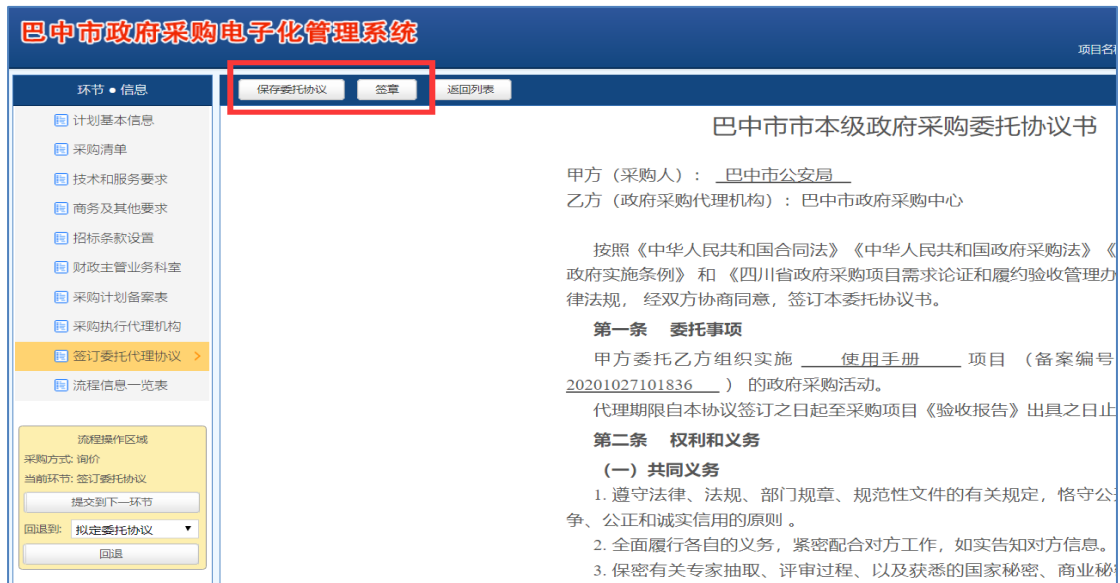 巴中市政府采购电子化管理系统
项目名
环节 ● 信息
保存委托协议 签章 返回列表
计划基本信息
采购清单
技术和服务要求
商务及其他要求
招标条款设置
财政主管业务科室
采购计划备案表
采购执行代理机构
签订委托代理协议 >
流程信息一览表
流程操作区域
采购方式: 询价
当前环节: 签订委托协议
提交到下一环节
回退到: 拟定委托协议 ▼
回退
巴中市市本级政府采购委托协议书
甲方（采购人）： 巴中市公安局
乙方（政府采购代理机构）：巴中市政府采购中心
按照《中华人民共和国合同法》《中华人民共和国政府采购法》《
政府实施条例》 和 《四川省政府采购项目需求论证和履约验收管理办
律法规， 经双方协商同意，签订本委托协议书。
第一条 委托事项
甲方委托乙方组织实施 使用手册 项目 （备案编号
20201027101836 ） 的政府采购活动。
代理期限自本协议签订之日起至采购项目《验收报告》出具之日止
第二条 权利和义务
（一）共同义务
1. 遵守法律、法规、部门规章、规范性文件的有关规定，恪守公
争、公正和诚实信用的原则 。
2. 全面履行各自的义务，紧密配合对方工作，如实告知对方信息。
3. 保密有关专家抽取、评审过程、以及获悉的国家秘密、商业秘